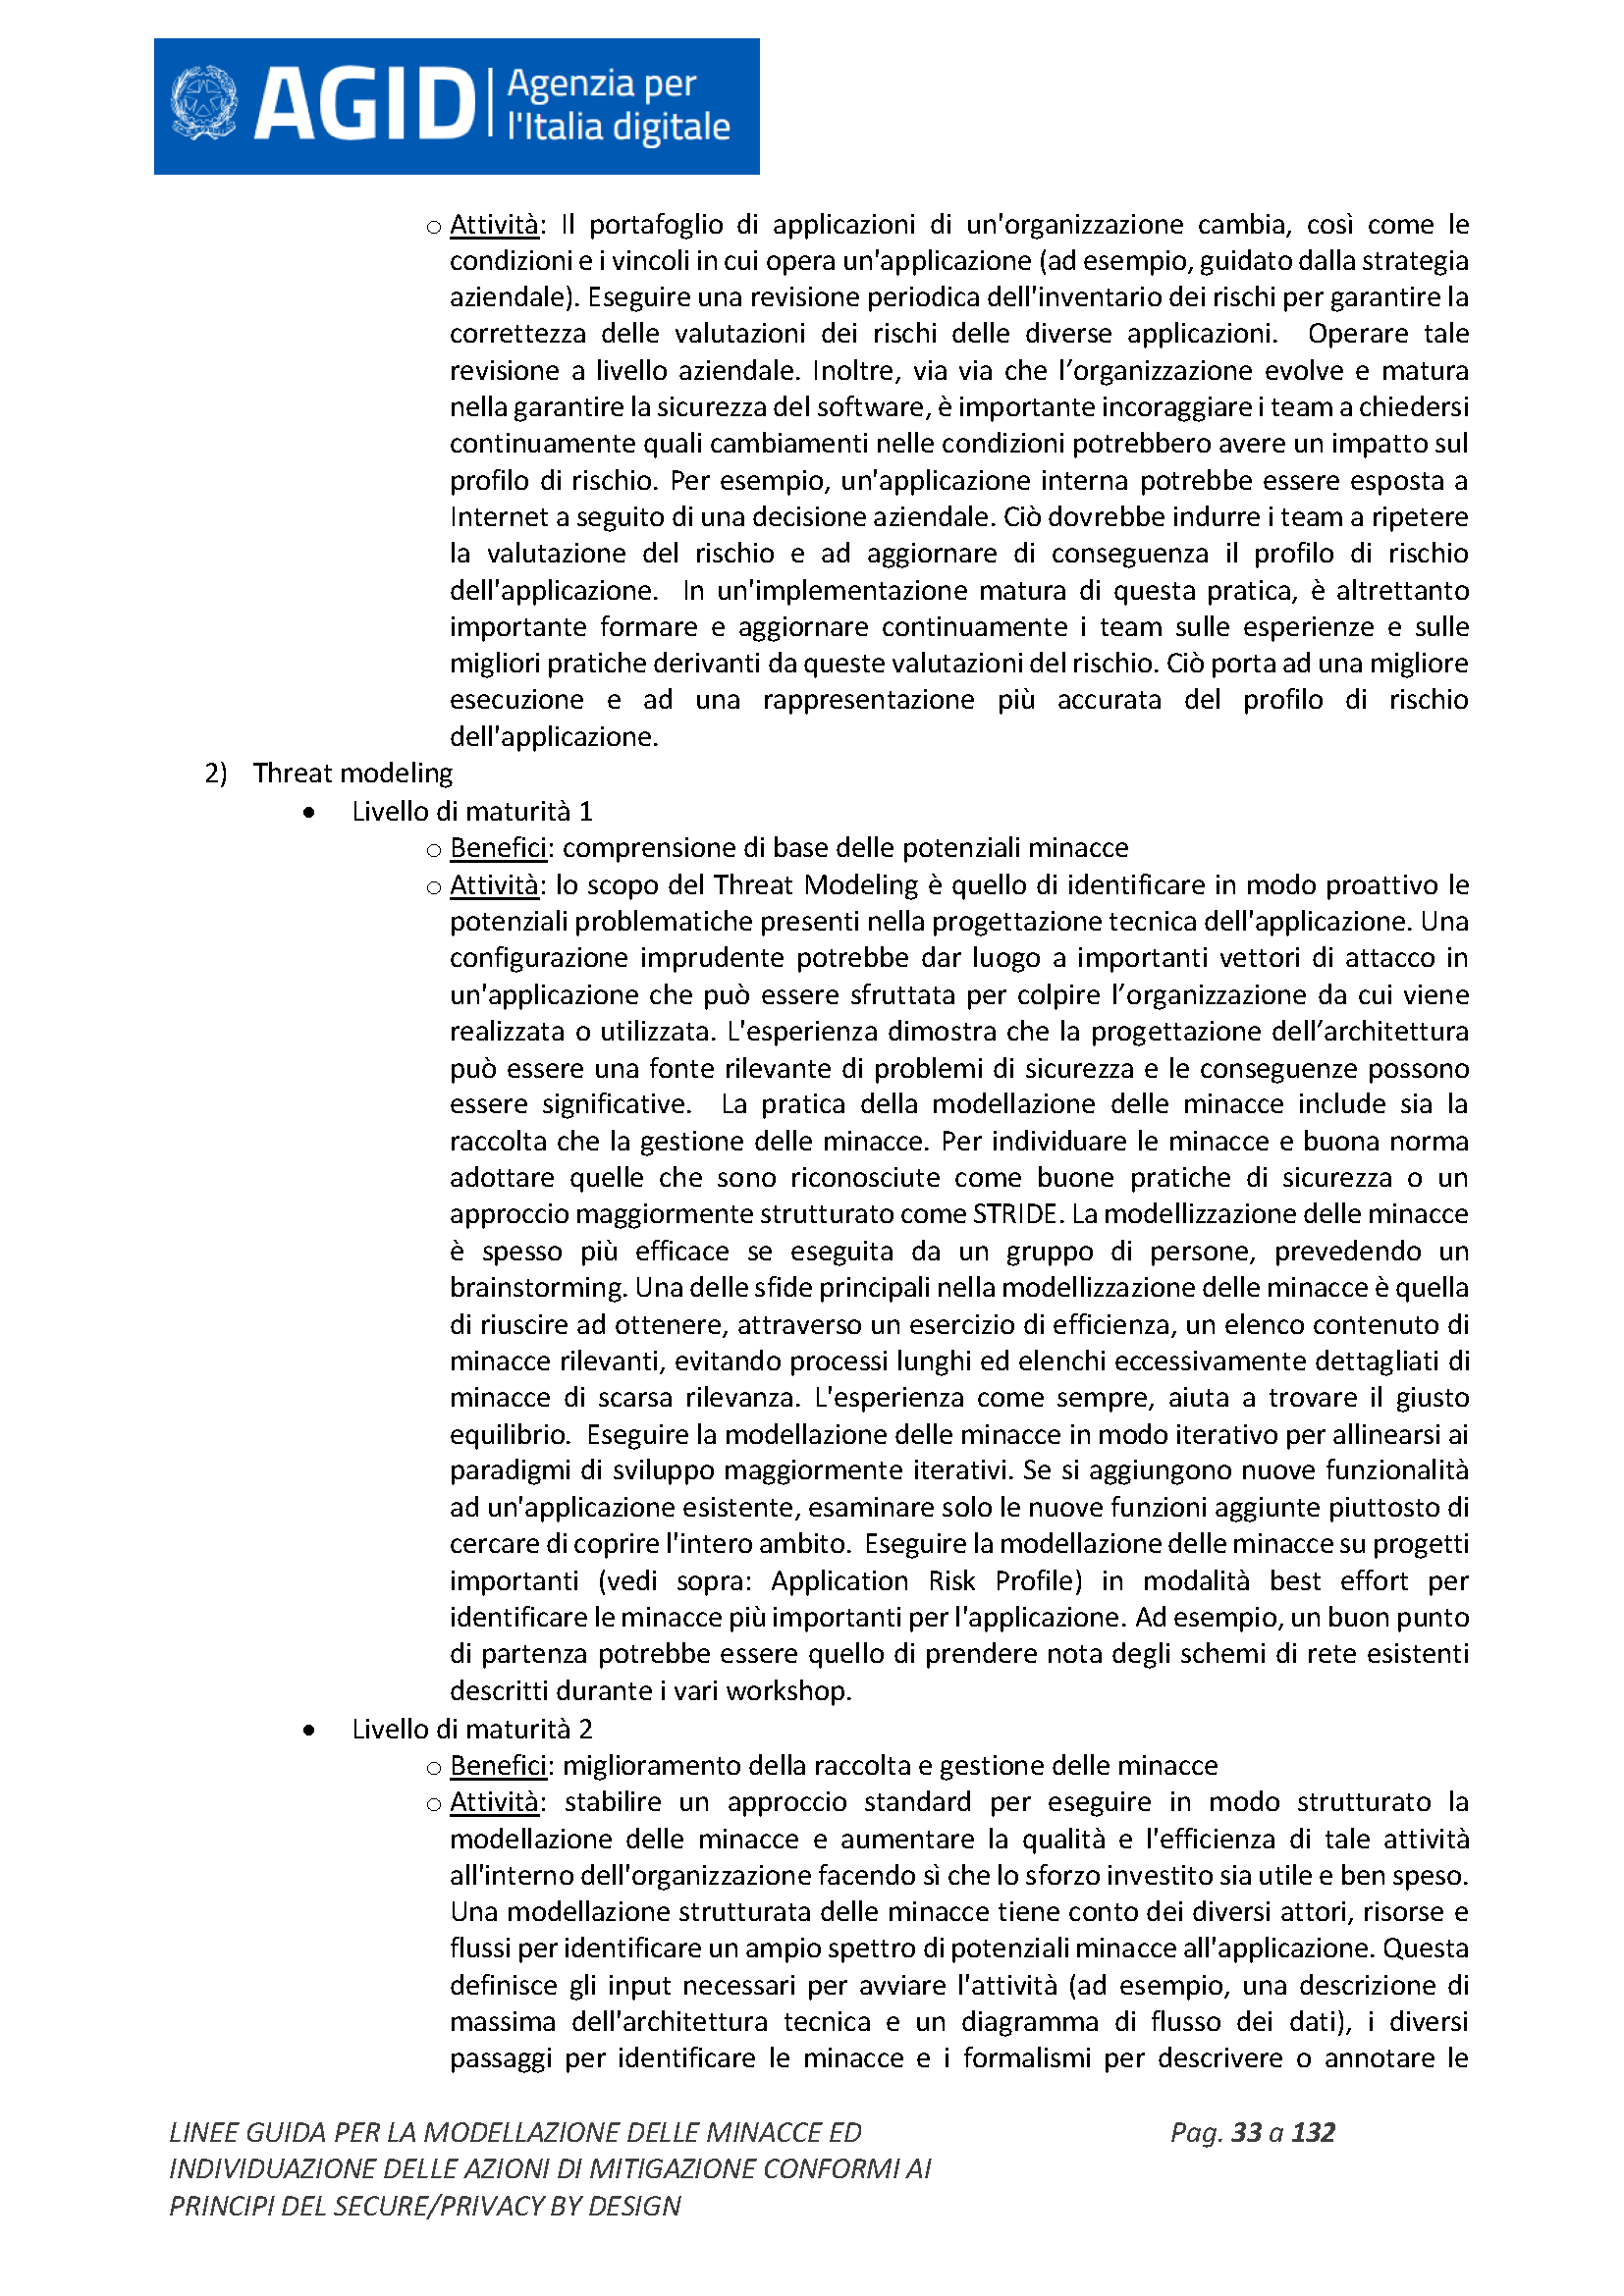 AGID Agenzia per
l'Italia digitale
o Attività: Il portafoglio di applicazioni di un'organizzazione cambia, così come le
condizioni e i vincoli in cui opera un'applicazione (ad esempio, guidato dalla strategia
aziendale). Eseguire una revisione periodica dell'inventario dei rischi per garantire la
correttezza delle valutazioni dei rischi delle diverse applicazioni. Operare tale
revisione a livello aziendale. Inoltre, via via che l’organizzazione evolve e matura
nella garantire la sicurezza del software, è importante incoraggiare i team a chiedersi
continuamente quali cambiamenti nelle condizioni potrebbero avere un impatto sul
profilo di rischio. Per esempio, un'applicazione interna potrebbe essere esposta a
Internet a seguito di una decisione aziendale. Ciò dovrebbe indurre i team a ripetere
la valutazione del rischio e ad aggiornare di conseguenza il profilo di rischio
dell'applicazione. In un'implementazione matura di questa pratica, è altrettanto
importante formare e aggiornare continuamente i team sulle esperienze e sulle
migliori pratiche derivanti da queste valutazioni del rischio. Ciò porta ad una migliore
esecuzione e ad una rappresentazione più accurata del profilo di rischio
dell'applicazione.
2) Threat modeling
• Livello di maturità 1
o Benefici: comprensione di base delle potenziali minacce
o Attività: lo scopo del Threat Modeling è quello di identificare in modo proattivo le
potenziali problematiche presenti nella progettazione tecnica dell'applicazione. Una
configurazione imprudente potrebbe dar luogo a importanti vettori di attacco in
un'applicazione che può essere sfruttata per colpire l’organizzazione da cui viene
realizzata o utilizzata. L'esperienza dimostra che la progettazione dell’architettura
può essere una fonte rilevante di problemi di sicurezza e le conseguenze possono
essere significative. La pratica della modellazione delle minacce include sia la
raccolta che la gestione delle minacce. Per individuare le minacce e buona norma
adottare quelle che sono riconosciute come buone pratiche di sicurezza o un
approccio maggiormente strutturato come STRIDE. La modellizzazione delle minacce
è spesso più efficace se eseguita da un gruppo di persone, prevedendo un
brainstorming. Una delle sfide principali nella modellizzazione delle minacce è quella
di riuscire ad ottenere, attraverso un esercizio di efficienza, un elenco contenuto di
minacce rilevanti, evitando processi lunghi ed elenchi eccessivamente dettagliati di
minacce di scarsa rilevanza. L'esperienza come sempre, aiuta a trovare il giusto
equilibrio. Eseguire la modellazione delle minacce in modo iterativo per allinearsi ai
paradigmi di sviluppo maggiormente iterativi. Se si aggiungono nuove funzionalità
ad un'applicazione esistente, esaminare solo le nuove funzioni aggiunte piuttosto di
cercare di coprire l'intero ambito. Eseguire la modellazione delle minacce su progetti
importanti (vedi sopra: Application Risk Profile) in modalità best effort per
identificare le minacce più importanti per l'applicazione. Ad esempio, un buon punto
di partenza potrebbe essere quello di prendere nota degli schemi di rete esistenti
descritti durante i vari workshop.
• Livello di maturità 2
o Benefici: miglioramento della raccolta e gestione delle minacce
o Attività: stabilire un approccio standard per eseguire in modo strutturato la
modellazione delle minacce e aumentare la qualità e l'efficienza di tale attività
all'interno dell'organizzazione facendo sì che lo sforzo investito sia utile e ben speso.
Una modellazione strutturata delle minacce tiene conto dei diversi attori, risorse e
flussi per identificare un ampio spettro di potenziali minacce all'applicazione. Questa
definisce gli input necessari per avviare l'attività (ad esempio, una descrizione di
massima dell'architettura tecnica e un diagramma di flusso dei dati), i diversi
passaggi per identificare le minacce e i formalismi per descrivere o annotare le
LINEE GUIDA PER LA MODELLAZIONE DELLE MINACCE ED Pag. 33 a 132
INDIVIDUAZIONE DELLE AZIONI DI MITIGAZIONE CONFORMI AI
PRINCIPI DEL SECURE/PRIVACY BY DESIGN